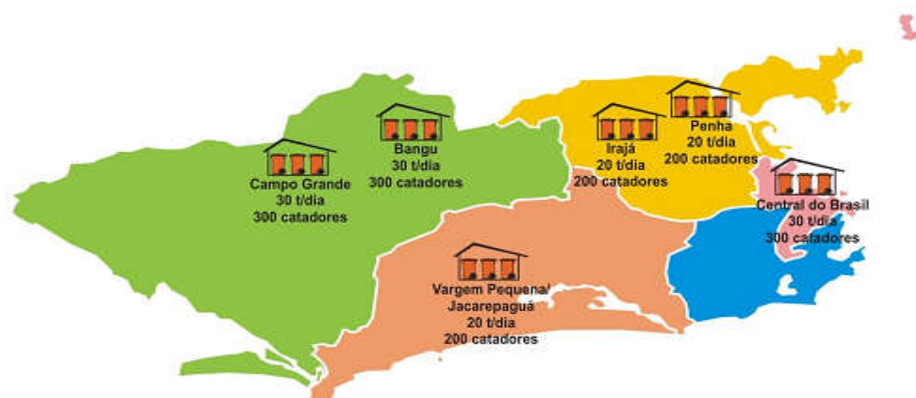 Penha
20 t/dia
200 catadores
Irajá
20 t/dia
200 catadores
Bangu
30 t/dia
300 catadores
Campo Grande
30 t/dia
300 catadores
Central do Brasil
30 t/dia
300 catadores
Vargem Pequena/
Jacarepaguá
20 t/dia
200 catadores